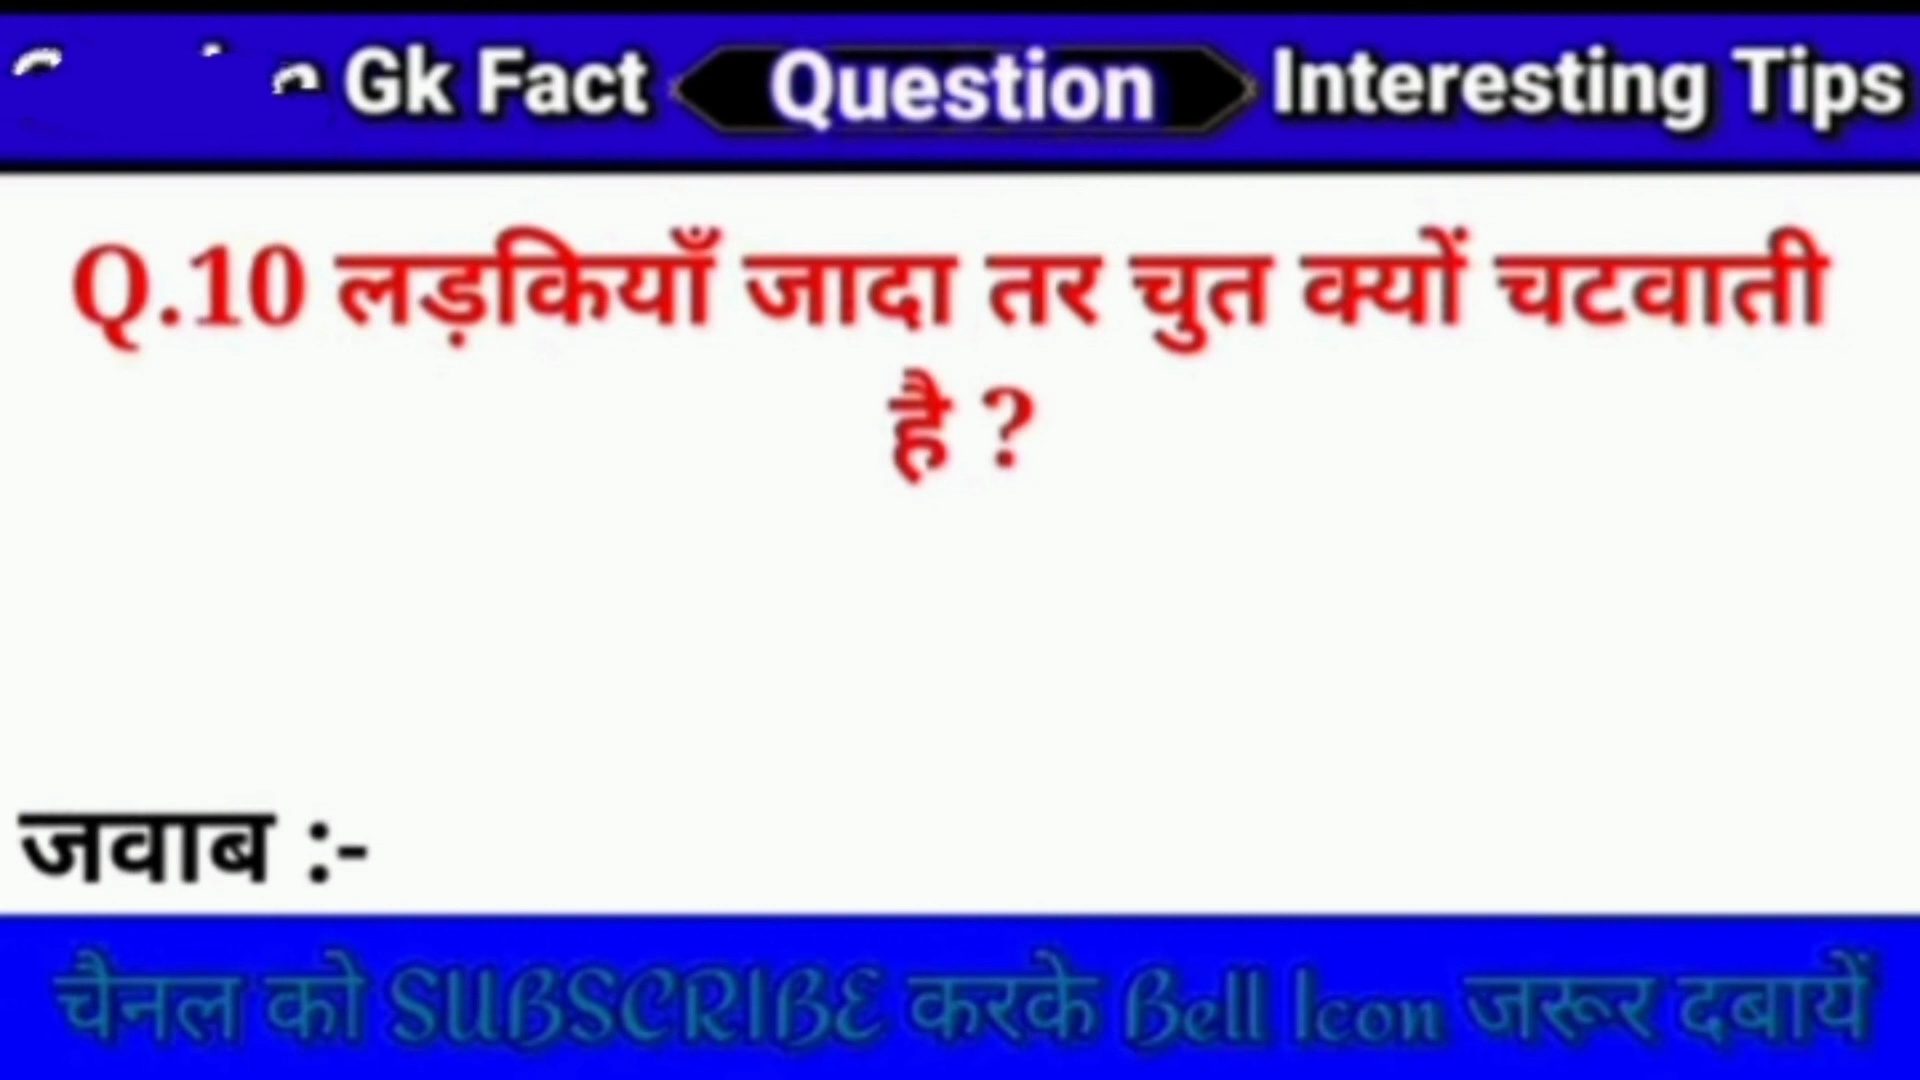 Gk Fact Question Interesting Tips
Q.10 लड़कियाँ जादा तर चुत क्यों चटवाती
है ?
जवाब :-
चैनल को SUBSCRIBE करके Bell Icon जरूर दबायें